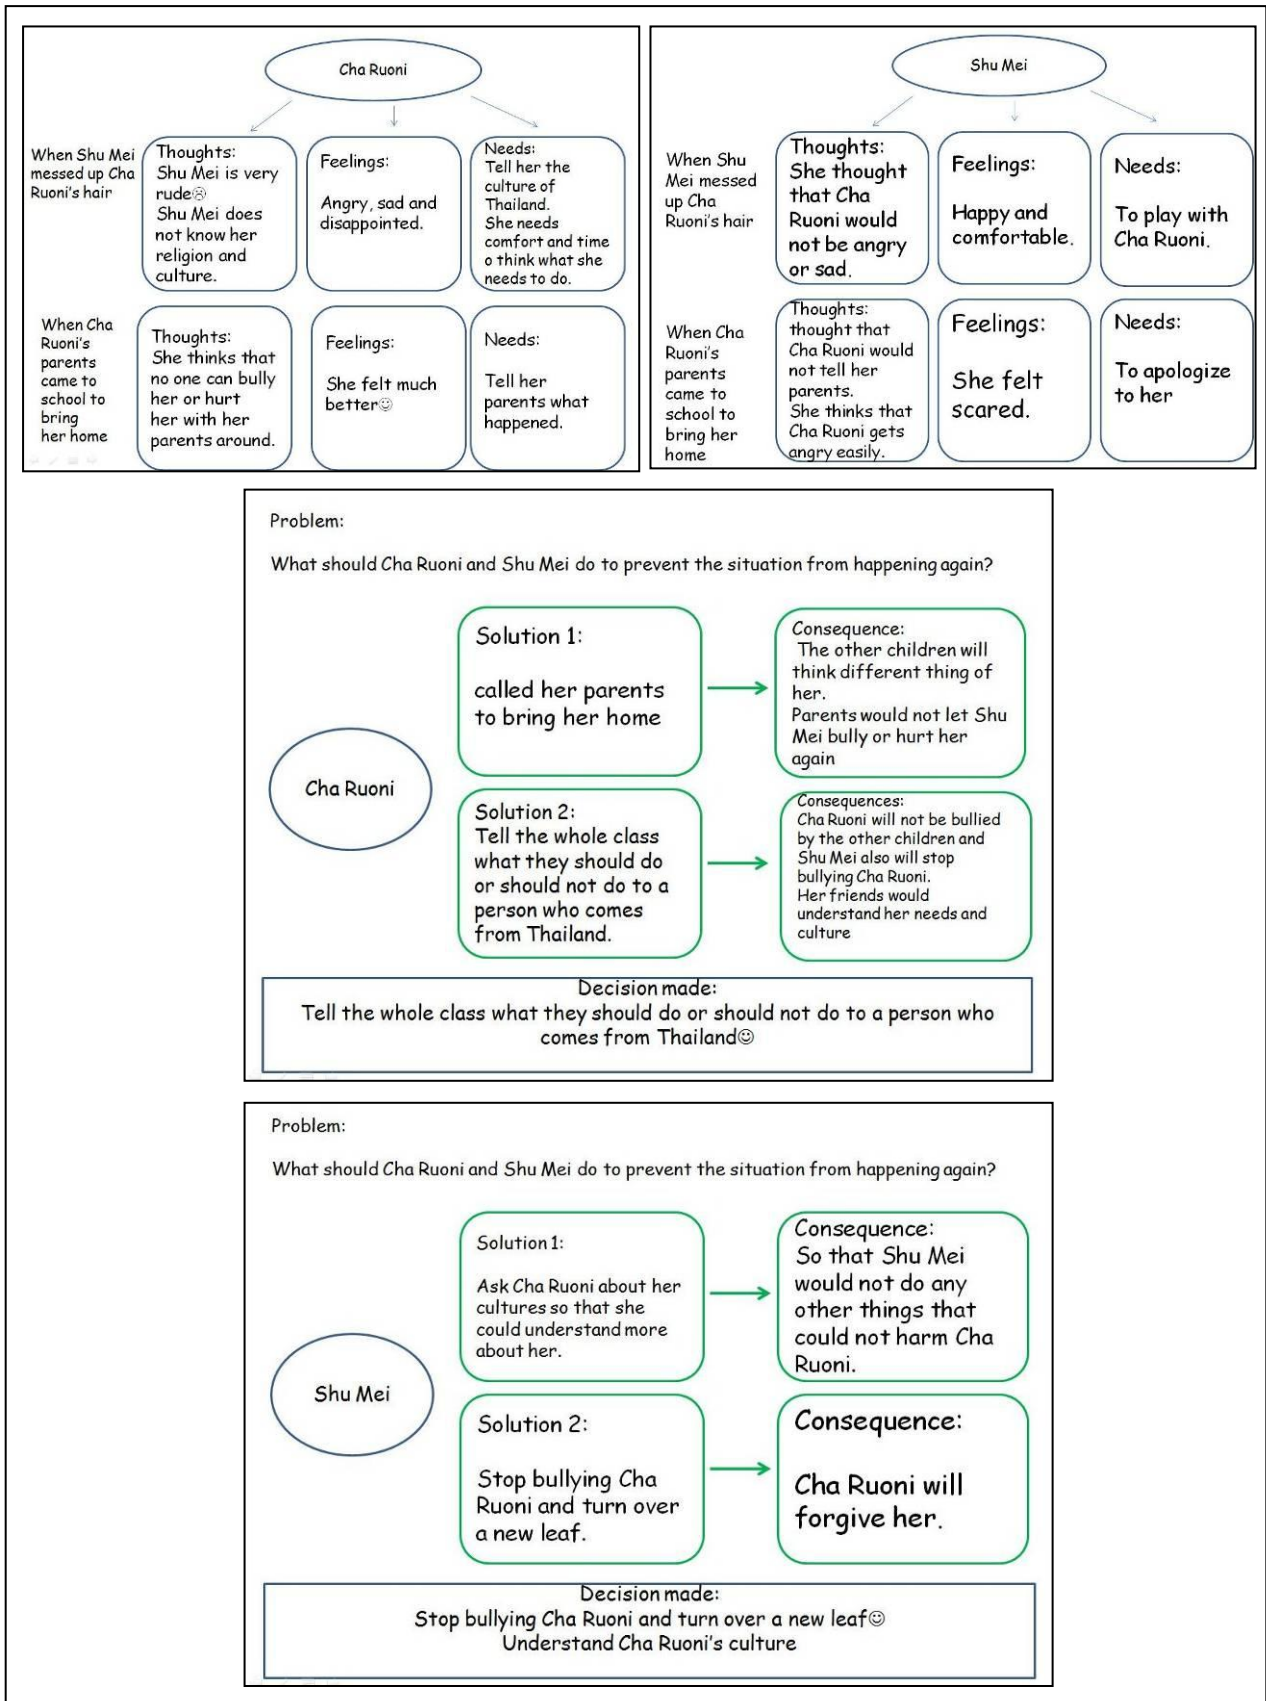 Cha Ruoni
When Shu Mei
messed up Cha
Ruoni's hair
Thoughts:
Shu Mei is very
rude☹
Shu Mei does
not know her
religion and
culture.
Feelings:
Angry, sad and
disappointed.
Needs:
Tell her the
culture of
Thailand.
She needs
comfort and time
o think what she
needs to do.
When Cha
Ruoni's
parents
came to
school to
bring
her home
Thoughts:
She thinks that
no one can bully
her or hurt
her with her
parents around.
Feelings:
She felt much
better☺
Needs:
Tell her
parents what
happened.
Shu Mei
When Shu
Mei messed
up Cha
Ruoni's hair
Thoughts:
She thought
that Cha
Ruoni would
not be angry
or sad.
Feelings:
Happy and
comfortable.
Needs:
To play with
Cha Ruoni.
When Cha
Ruoni's
parents
came to
school to
bring her
home
Thoughts:
thought that
Cha Ruoni would
not tell her
parents.
She thinks that
Cha Ruoni gets
angry easily.
Feelings:
She felt
scared.
Needs:
To apologize
to her
Problem:
What should Cha Ruoni and Shu Mei do to prevent the situation from happening again?
Cha Ruoni
Solution 1:
called her parents
to bring her home
Consequence:
The other children will
think different thing of
her.
Parents would not let Shu
Mei bully or hurt her
again
Solution 2:
Tell the whole class
what they should do
or should not do to a
person who comes
from Thailand.
Consequences:
Cha Ruoni will not be bullied
by the other children and
Shu Mei also will stop
bullying Cha Ruoni.
Her friends would
understand her needs and
culture
Decision made:
Tell the whole class what they should do or should not do to a person who
comes from Thailand☺
Problem:
What should Cha Ruoni and Shu Mei do to prevent the situation from happening again?
Shu Mei
Solution 1:
Ask Cha Ruoni about her
cultures so that she
could understand more
about her.
Consequence:
So that Shu Mei
would not do any
other things that
could not harm Cha
Ruoni.
Solution 2:
Stop bullying Cha
Ruoni and turn over
a new leaf.
Consequence:
Cha Ruoni will
forgive her.
Decision made:
Stop bullying Cha Ruoni and turn over a new leaf☺
Understand Cha Ruoni's culture